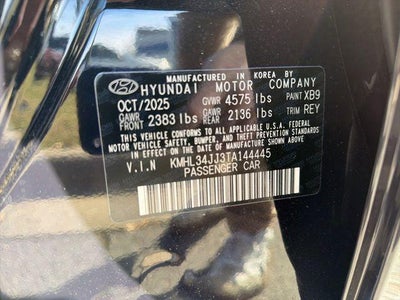 MANUFACTURED IN KOREA BY
HYUNDAI MOTOR COMPANY
OCT/2025 GVWR 4575 lbs PAINT XB9
GAWR FRONT 2383 lbs GAWR REAR 2136 lbs TRIM REY
THIS VEHICLE CONFORMS TO ALL APPLICABLE U.S.A. FEDERAL
MOTOR VEHICLE SAFETY, BUMPER, AND THEFT PREVENTION STANDARDS
IN EFFECT ON THE DATE OF MANUFACTURE SHOWN ABOVE.
V.I.N KMHL34JJ3TA144445
PASSENGER CAR